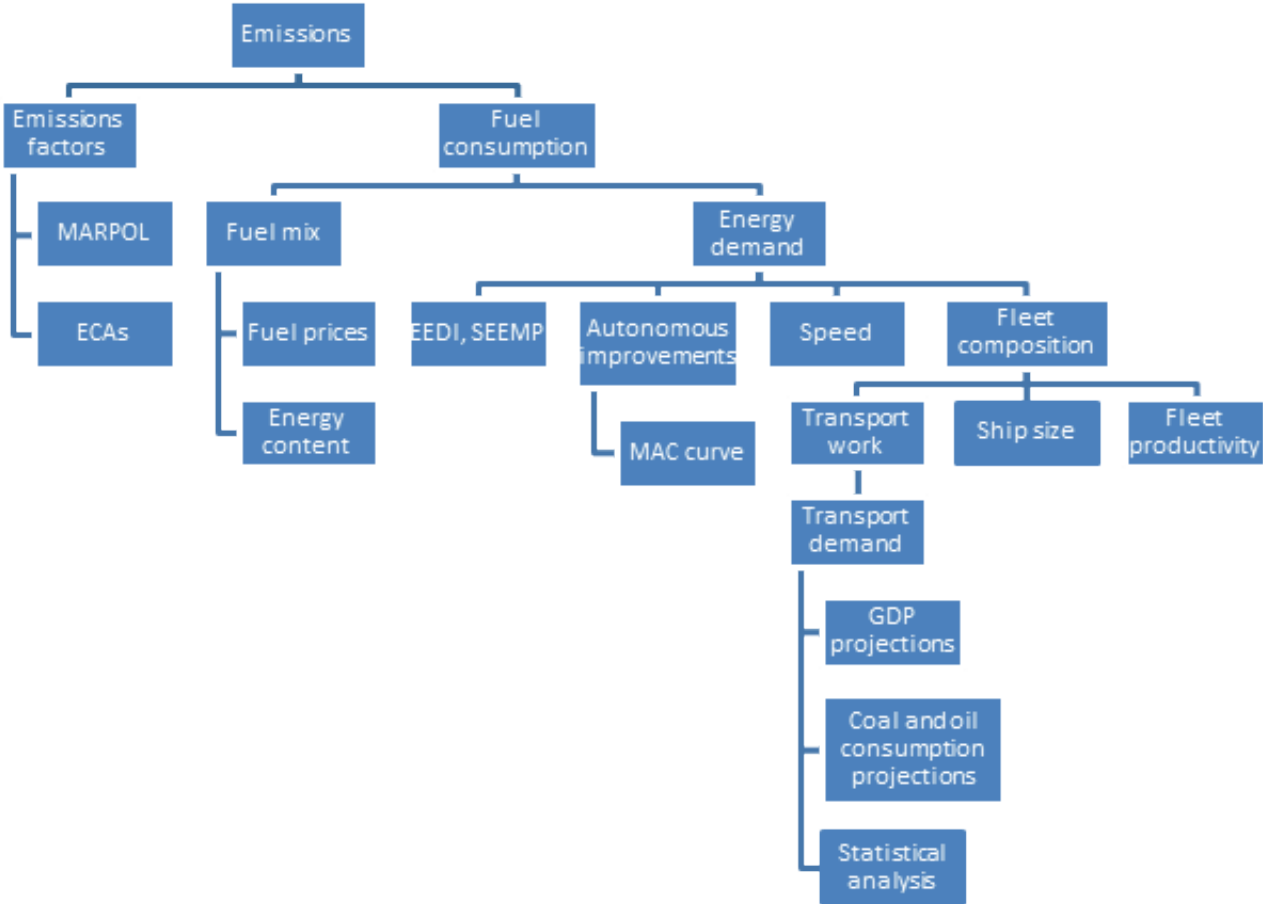 Emissions
Emissions
factors
Fuel
consumption
MARPOL
Fuel mix
Energy
demand
ECAs
Fuel prices
EEDI, SEEMP
Autonomous
improvements
Speed
Fleet
composition
Energy
content
MAC curve
Transport
work
Ship size
Fleet
productivity
Transport
demand
GDP
projections
Coal and oil
consumption
projections
Statistical
analysis